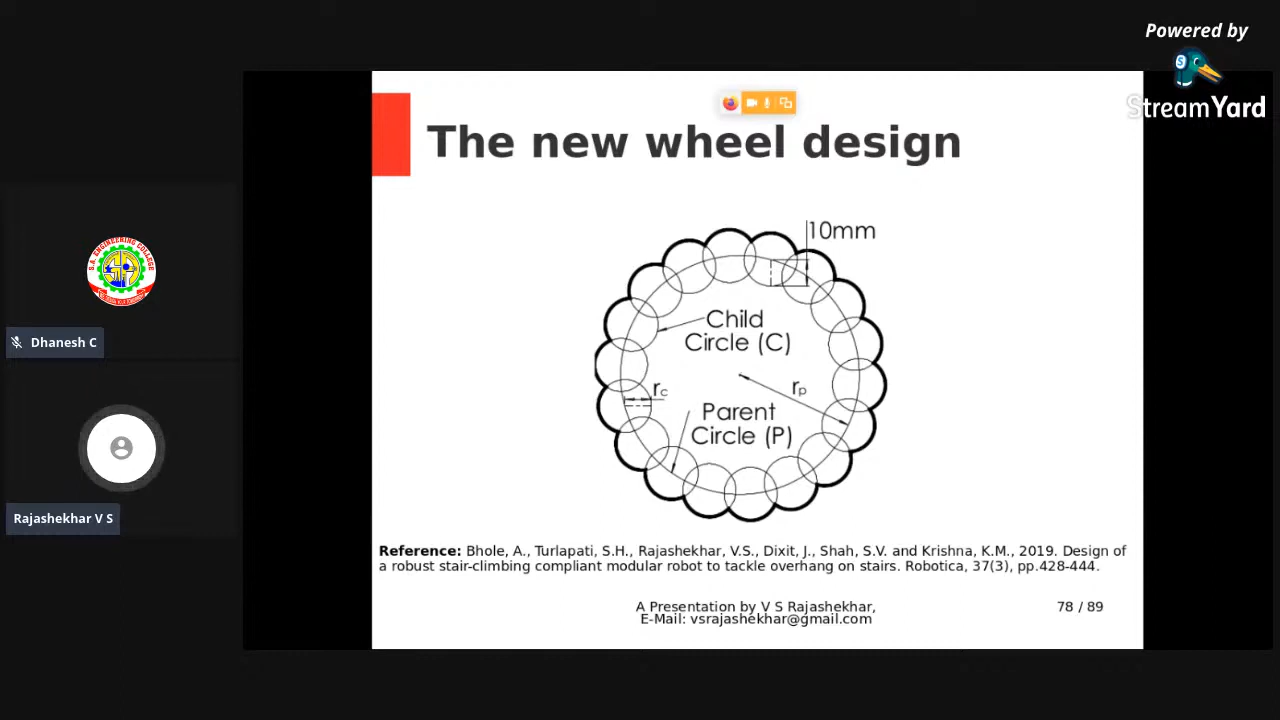 Powered by
StreamYard
The new wheel design
10mm
Child
Circle (C)
rc
rp
Parent
Circle (P)
S.A. ENGINEERING COLLEGE
Dhanesh C
Rajashekhar V S
Reference: Bhole, A., Turlapati, S.H., Rajashekhar, V.S., Dixit, J., Shah, S.V. and Krishna, K.M., 2019. Design of
a robust stair-climbing compliant modular robot to tackle overhang on stairs. Robotica, 37(3), pp.428-444.
A Presentation by V S Rajashekhar,
E-Mail: vsrajashekhar@gmail.com
78 / 89